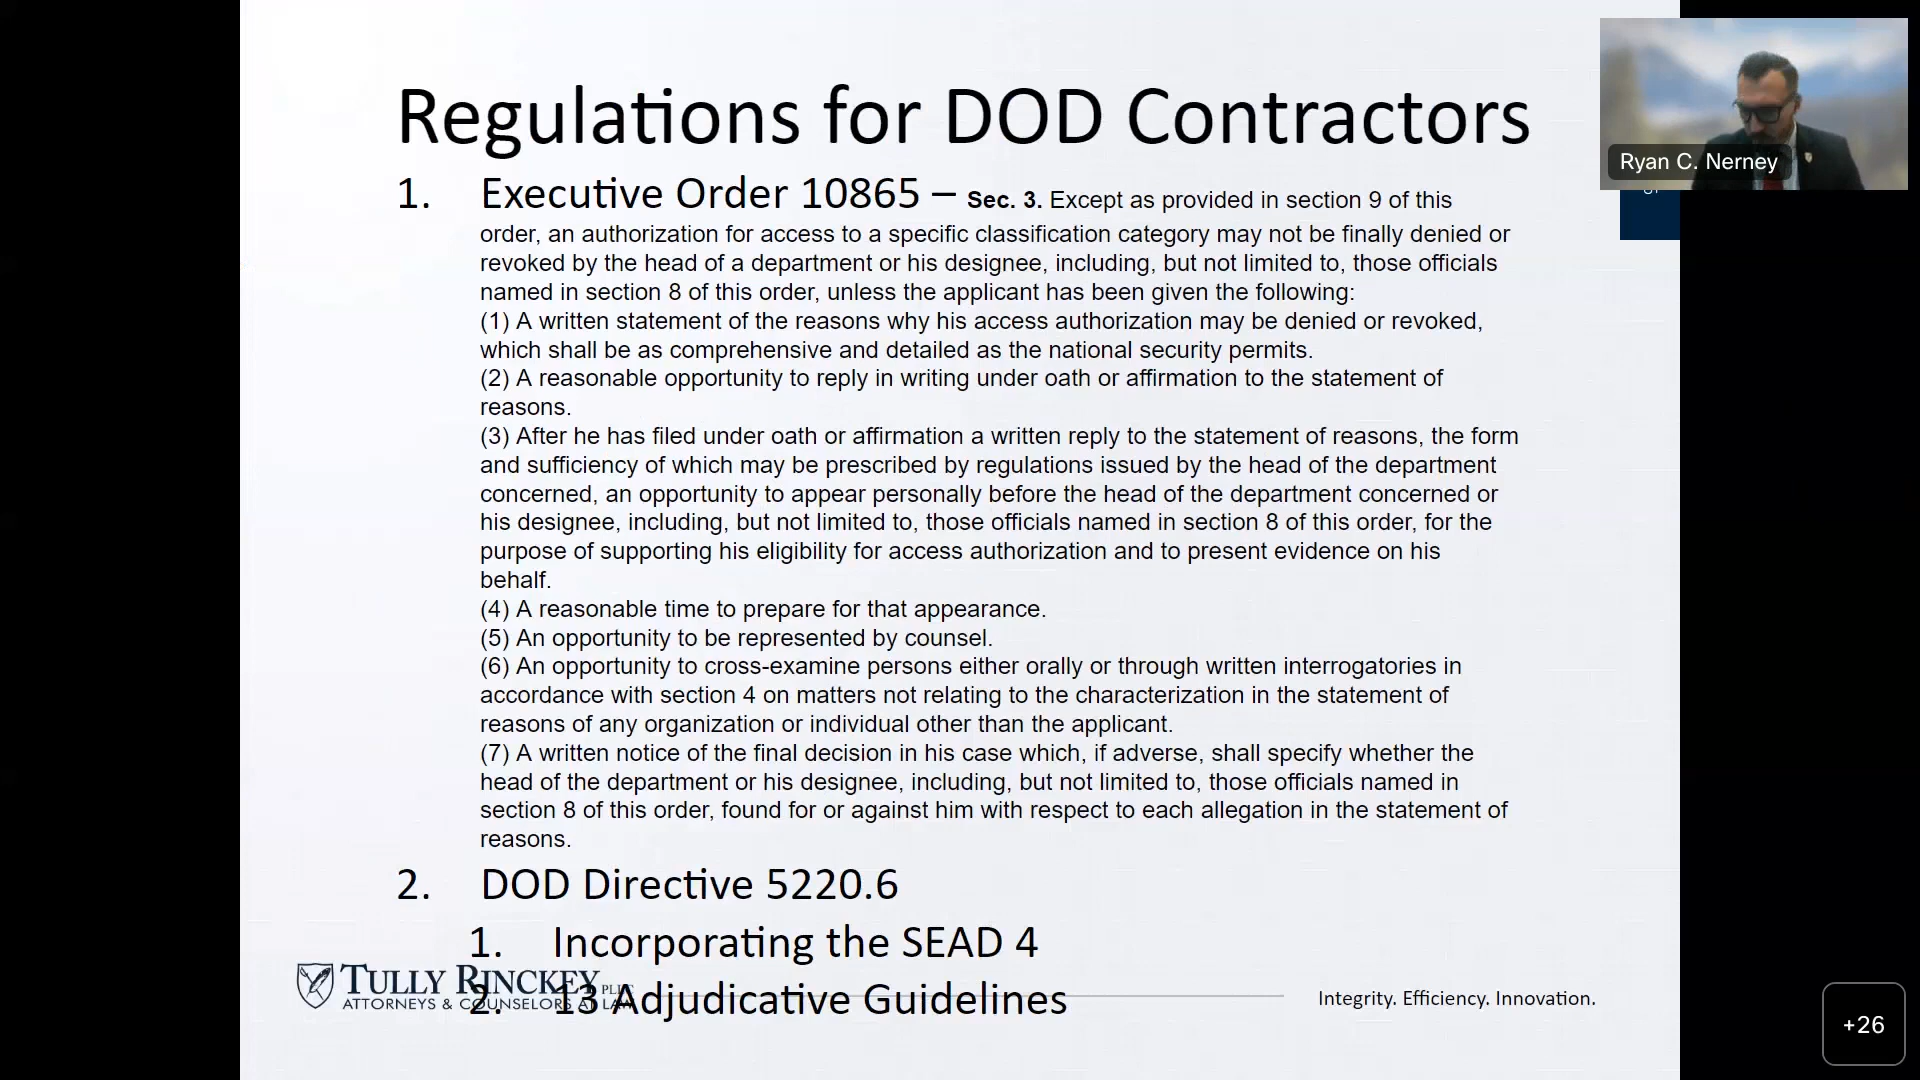 Regulations for DOD Contractors
Ryan C. Nerney
1. Executive Order 10865 – Sec. 3. Except as provided in section 9 of this
order, an authorization for access to a specific classification category may not be finally denied or
revoked by the head of a department or his designee, including, but not limited to, those officials
named in section 8 of this order, unless the applicant has been given the following:
(1) A written statement of the reasons why his access authorization may be denied or revoked,
which shall be as comprehensive and detailed as the national security permits.
(2) A reasonable opportunity to reply in writing under oath or affirmation to the statement of
reasons.
(3) After he has filed under oath or affirmation a written reply to the statement of reasons, the form
and sufficiency of which may be prescribed by regulations issued by the head of the department
concerned, an opportunity to appear personally before the head of the department concerned or
his designee, including, but not limited to, those officials named in section 8 of this order, for the
purpose of supporting his eligibility for access authorization and to present evidence on his
behalf.
(4) A reasonable time to prepare for that appearance.
(5) An opportunity to be represented by counsel.
(6) An opportunity to cross-examine persons either orally or through written interrogatories in
accordance with section 4 on matters not relating to the characterization in the statement of
reasons of any organization or individual other than the applicant.
(7) A written notice of the final decision in his case which, if adverse, shall specify whether the
head of the department or his designee, including, but not limited to, those officials named in
section 8 of this order, found for or against him with respect to each allegation in the statement of
reasons.
2. DOD Directive 5220.6
1. Incorporating the SEAD 4
2. 13 Adjudicative Guidelines
TULLY RINCKEY PLLC
ATTORNEYS & COUNSELORS AT LAW
Integrity. Efficiency. Innovation.
+26